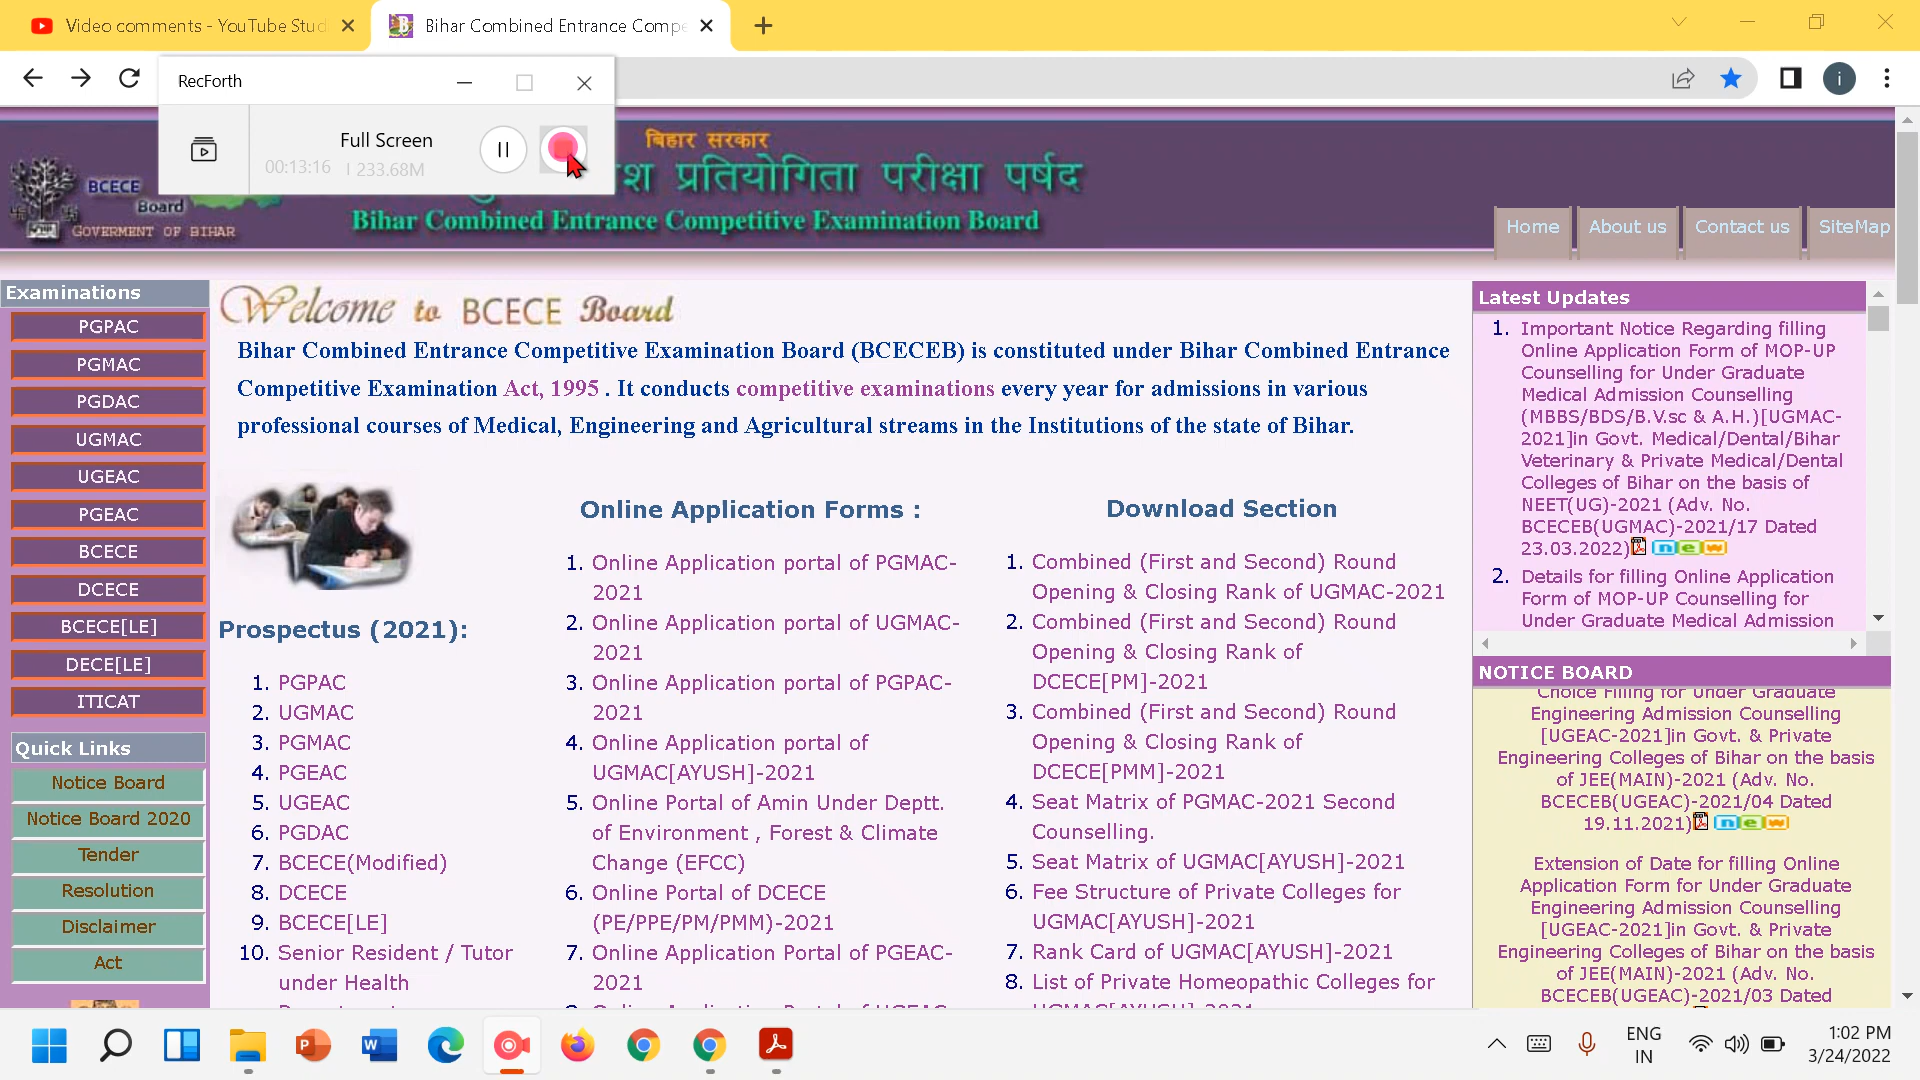 Video comments - YouTube Stud
Bihar Combined Entrance Compe
RecForth
Full Screen
00:13:16 | 233.68M
i
बिहार सरकार
प्रतियोगिता परीक्षा पर्षद
BCECE
Board
GOVERMENT OF BIHAR
Bihar Combined Entrance Competitive Examination Board
Home
About us
Contact us
SiteMap
Examinations
PGPAC
PGMAC
PGDAC
UGMAC
UGEAC
PGEAC
BCECE
DCECE
BCECE[LE]
DECE[LE]
ITICAT
Quick Links
Notice Board
Notice Board 2020
Tender
Resolution
Disclaimer
Act
Welcome to BCECE Board
Bihar Combined Entrance Competitive Examination Board (BCECEB) is constituted under Bihar Combined Entrance
Competitive Examination Act, 1995 . It conducts competitive examinations every year for admissions in various
professional courses of Medical, Engineering and Agricultural streams in the Institutions of the state of Bihar.
Prospectus (2021):
1. PGPAC
2. UGMAC
3. PGMAC
4. PGEAC
5. UGEAC
6. PGDAC
7. BCECE(Modified)
8. DCECE
9. BCECE[LE]
10. Senior Resident / Tutor
under Health
Online Application Forms :
1. Online Application portal of PGMAC-
2021
2. Online Application portal of UGMAC-
2021
3. Online Application portal of PGPAC-
2021
4. Online Application portal of
UGMAC[AYUSH]-2021
5. Online Portal of Amin Under Deptt.
of Environment , Forest & Climate
Change (EFCC)
6. Online Portal of DCECE
(PE/PPE/PM/PMM)-2021
7. Online Application Portal of PGEAC-
2021
Download Section
1. Combined (First and Second) Round
Opening & Closing Rank of UGMAC-2021
2. Combined (First and Second) Round
Opening & Closing Rank of
DCECE[PM]-2021
3. Combined (First and Second) Round
Opening & Closing Rank of
DCECE[PMM]-2021
4. Seat Matrix of PGMAC-2021 Second
Counselling.
5. Seat Matrix of UGMAC[AYUSH]-2021
6. Fee Structure of Private Colleges for
UGMAC[AYUSH]-2021
7. Rank Card of UGMAC[AYUSH]-2021
8. List of Private Homeopathic Colleges for
Latest Updates
1. Important Notice Regarding filling
Online Application Form of MOP-UP
Counselling for Under Graduate
Medical Admission Counselling
(MBBS/BDS/B.V.sc & A.H.)[UGMAC-
2021]in Govt. Medical/Dental/Bihar
Veterinary & Private Medical/Dental
Colleges of Bihar on the basis of
NEET(UG)-2021 (Adv. No.
BCECEB(UGMAC)-2021/17 Dated
23.03.2022) new
2. Details for filling Online Application
Form of MOP-UP Counselling for
Under Graduate Medical Admission
NOTICE BOARD
Choice Filling for Under Graduate
Engineering Admission Counselling
[UGEAC-2021]in Govt. & Private
Engineering Colleges of Bihar on the basis
of JEE(MAIN)-2021 (Adv. No.
BCECEB(UGEAC)-2021/04 Dated
19.11.2021) new
Extension of Date for filling Online
Application Form for Under Graduate
Engineering Admission Counselling
[UGEAC-2021]in Govt. & Private
Engineering Colleges of Bihar on the basis
of JEE(MAIN)-2021 (Adv. No.
BCECEB(UGEAC)-2021/03 Dated
ENG
IN
1:02 PM
3/24/2022